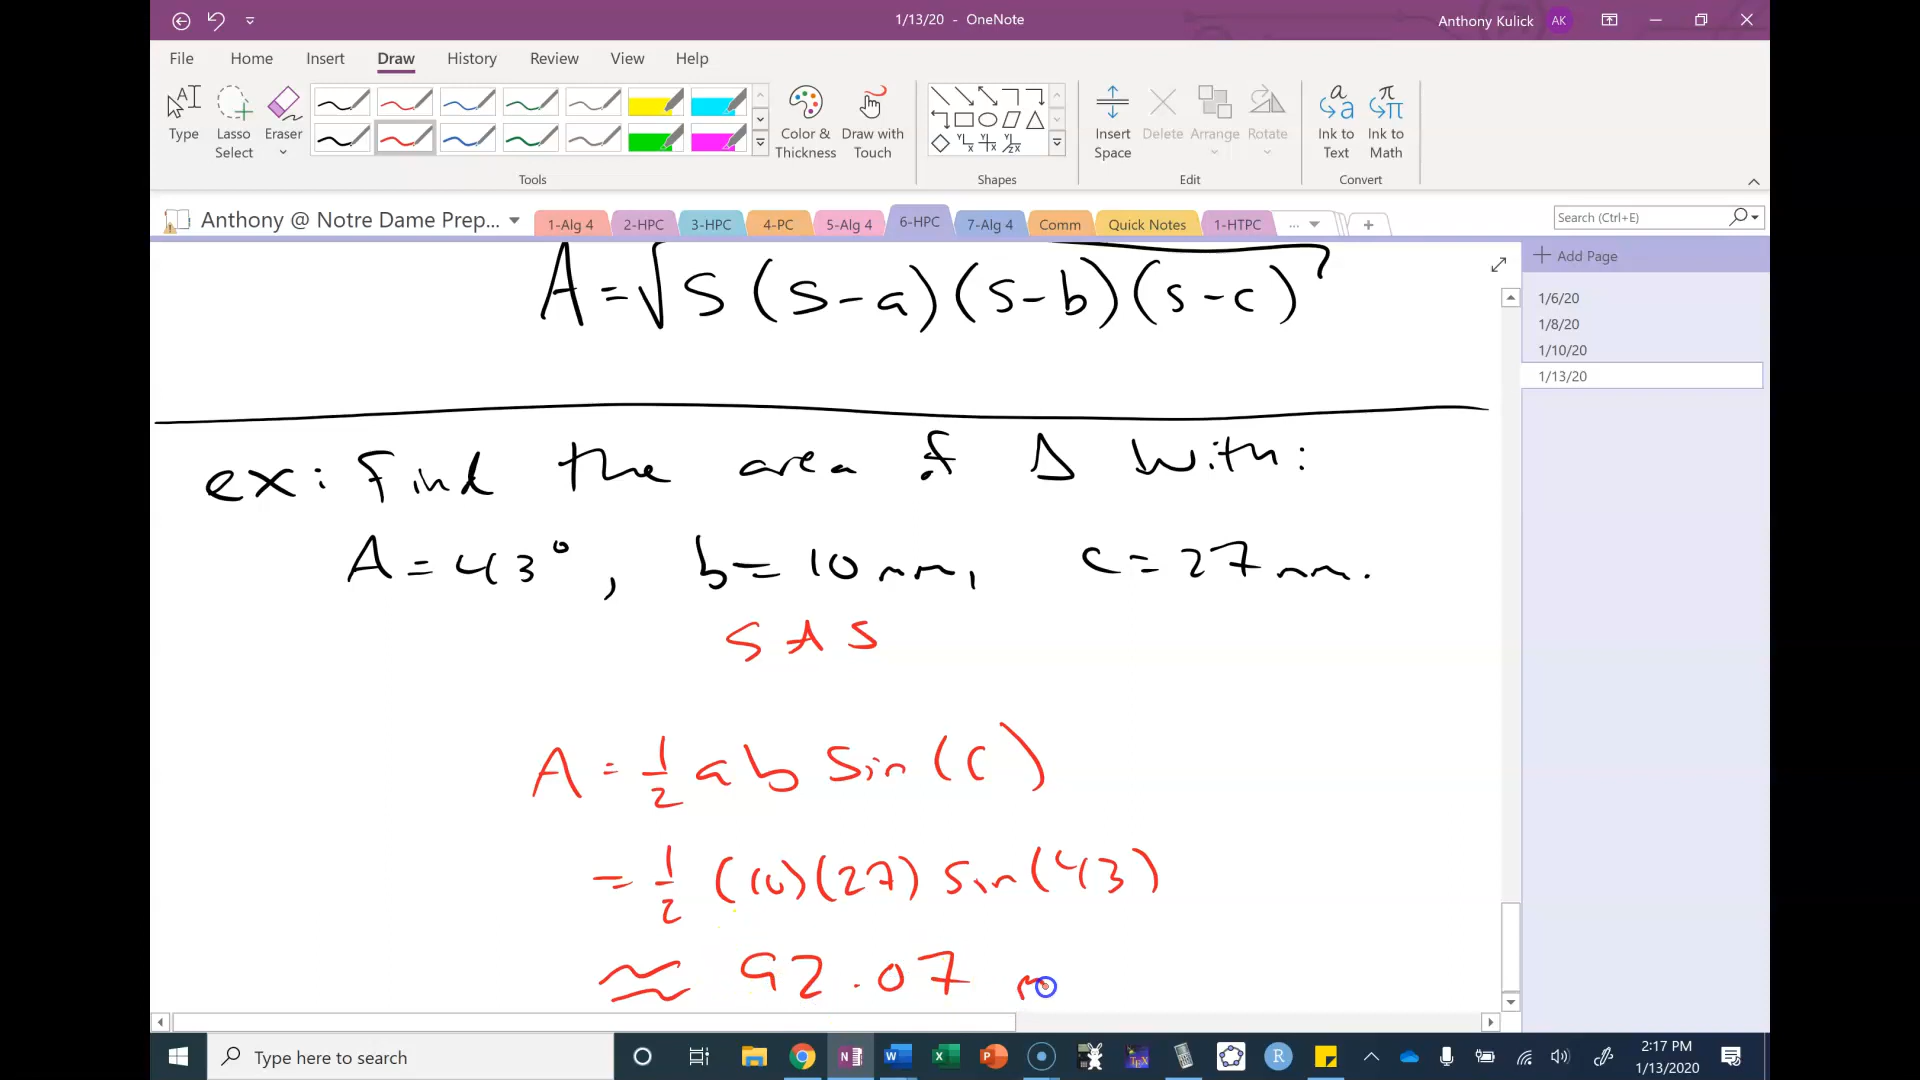 1/13/20 - OneNote
Anthony Kulick AK
File Home Insert Draw History Review View Help
Type
Lasso Select
Eraser
Color & Thickness
Draw with Touch
Insert Space
Delete
Arrange
Rotate
Ink to Text
Ink to Math
Tools Shapes Edit Convert
Anthony @ Notre Dame Prep...
1-Alg 4 2-HPC 3-HPC 4-PC 5-Alg 4 6-HPC 7-Alg 4 Comm Quick Notes 1-HTPC ...
Search (Ctrl+E)
Add Page
1/6/20
1/8/20
1/10/20
1/13/20
A = √S(S-a)(S-b)(S-c)
ex: Find the area of Δ with:
A = 43°, b = 10 mm, c = 27 mm.
SAS
A = 1/2 ab Sin(C)
= 1/2 (10)(27) Sin(43)
≈ 92.07 m
Type here to search
2:17 PM
1/13/2020